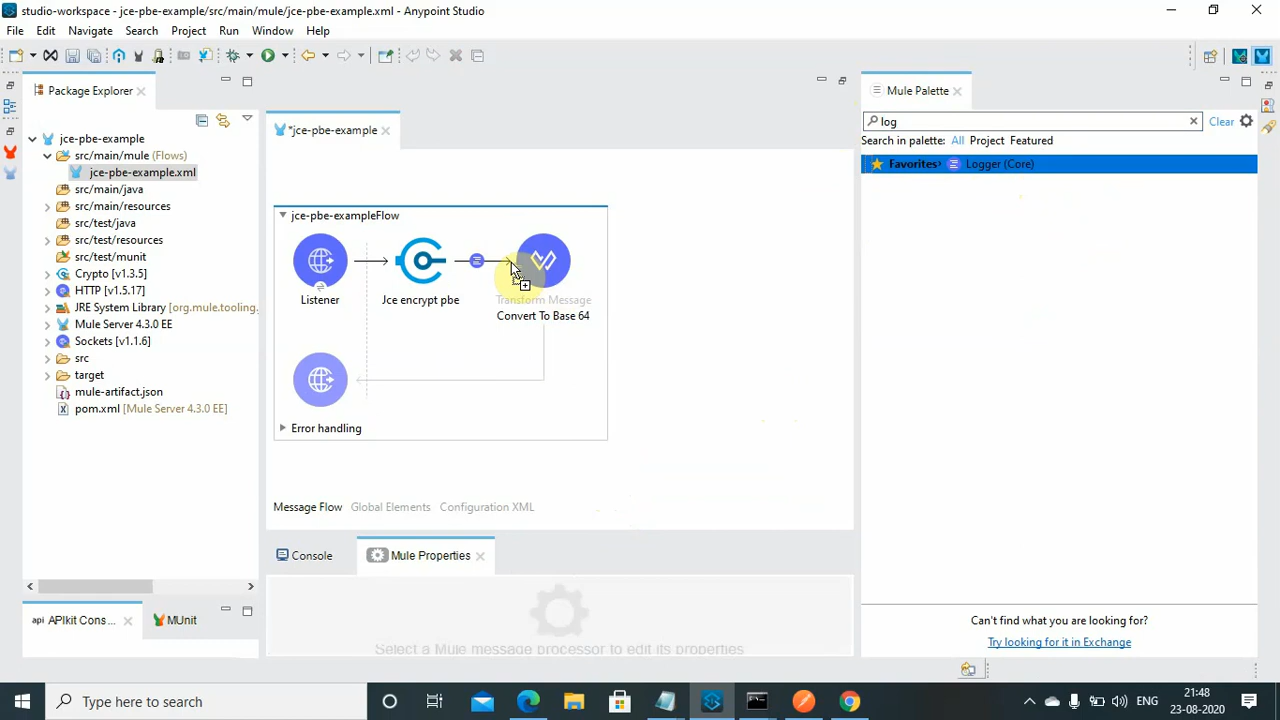 studio-workspace - jce-pbe-example/src/main/mule/jce-pbe-example.xml - Anypoint Studio
File Edit Navigate Search Project Run Window Help
Package Explorer
jce-pbe-example
src/main/mule (Flows)
jce-pbe-example.xml
src/main/java
src/main/resources
src/test/java
src/test/resources
src/test/munit
Crypto [v1.3.5]
HTTP [v1.5.17]
JRE System Library [org.mule.tooling.
Mule Server 4.3.0 EE
Sockets [v1.1.6]
src
target
mule-artifact.json
pom.xml [Mule Server 4.3.0 EE]
api APIkit Cons...
MUnit
*jce-pbe-example
jce-pbe-exampleFlow
Listener
Jce encrypt pbe
Transform Message
Convert To Base 64
Error handling
Message Flow Global Elements Configuration XML
Console
Mule Properties
Select a Mule message processor to edit its properties
Mule Palette
log
Clear
Search in palette: All Project Featured
Favorites Logger (Core)
Can't find what you are looking for?
Try looking for it in Exchange
Type here to search
ENG
21:48
23-08-2020